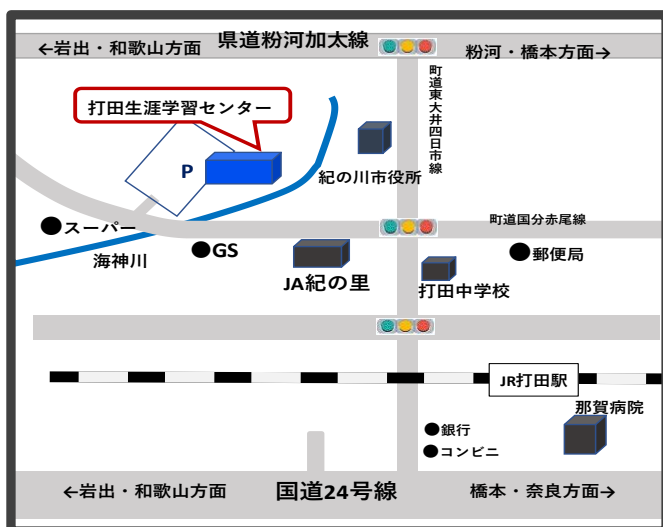 ←岩出・和歌山方面
県道粉河加太線
粉河・橋本方面→
町道東大井四日市線
打田生涯学習センター
P
紀の川市役所
町道国分赤尾線
スーパー
海神川
GS
JA紀の里
郵便局
打田中学校
JR打田駅
那賀病院
銀行
コンビニ
←岩出・和歌山方面
国道24号線
橋本・奈良方面→